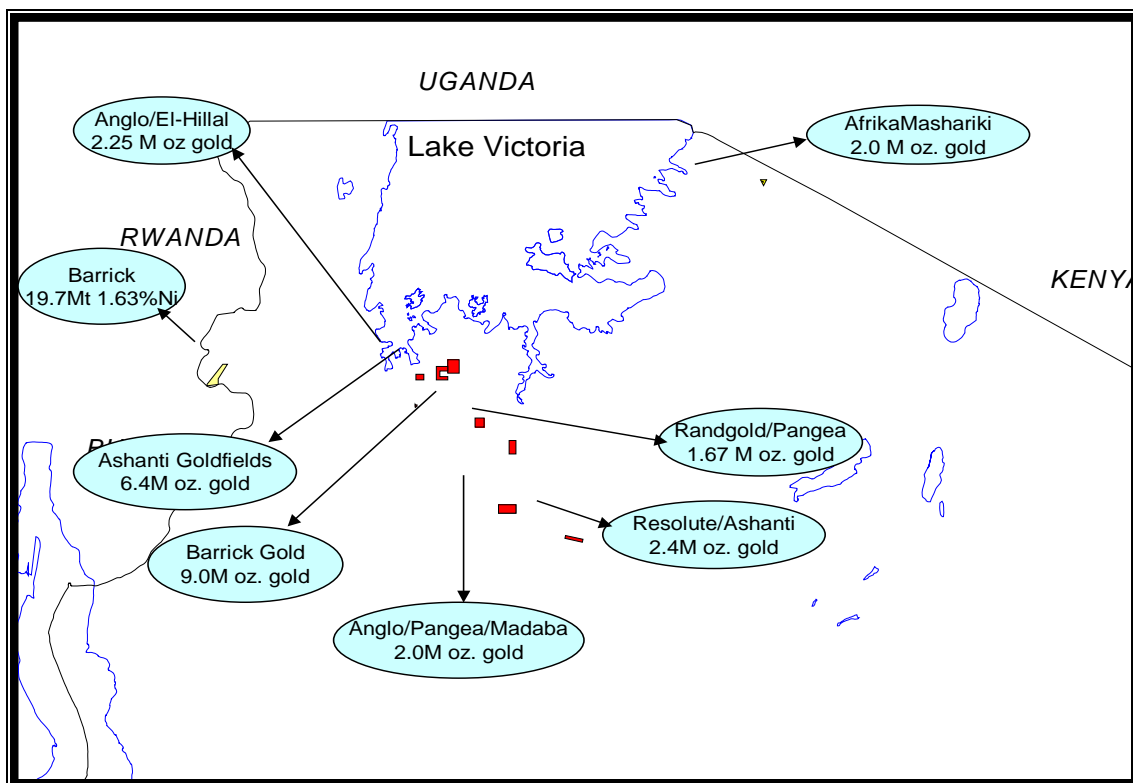 UGANDA
Anglo/El-Hillal
2.25 M oz gold
Lake Victoria
AfrikaMashariki
2.0 M oz. gold
RWANDA
Barrick
19.7Mt 1.63%Ni
KENYA
Randgold/Pangea
1.67 M oz. gold
Ashanti Goldfields
6.4M oz. gold
Resolute/Ashanti
2.4M oz. gold
Barrick Gold
9.0M oz. gold
Anglo/Pangea/Madaba
2.0M oz. gold